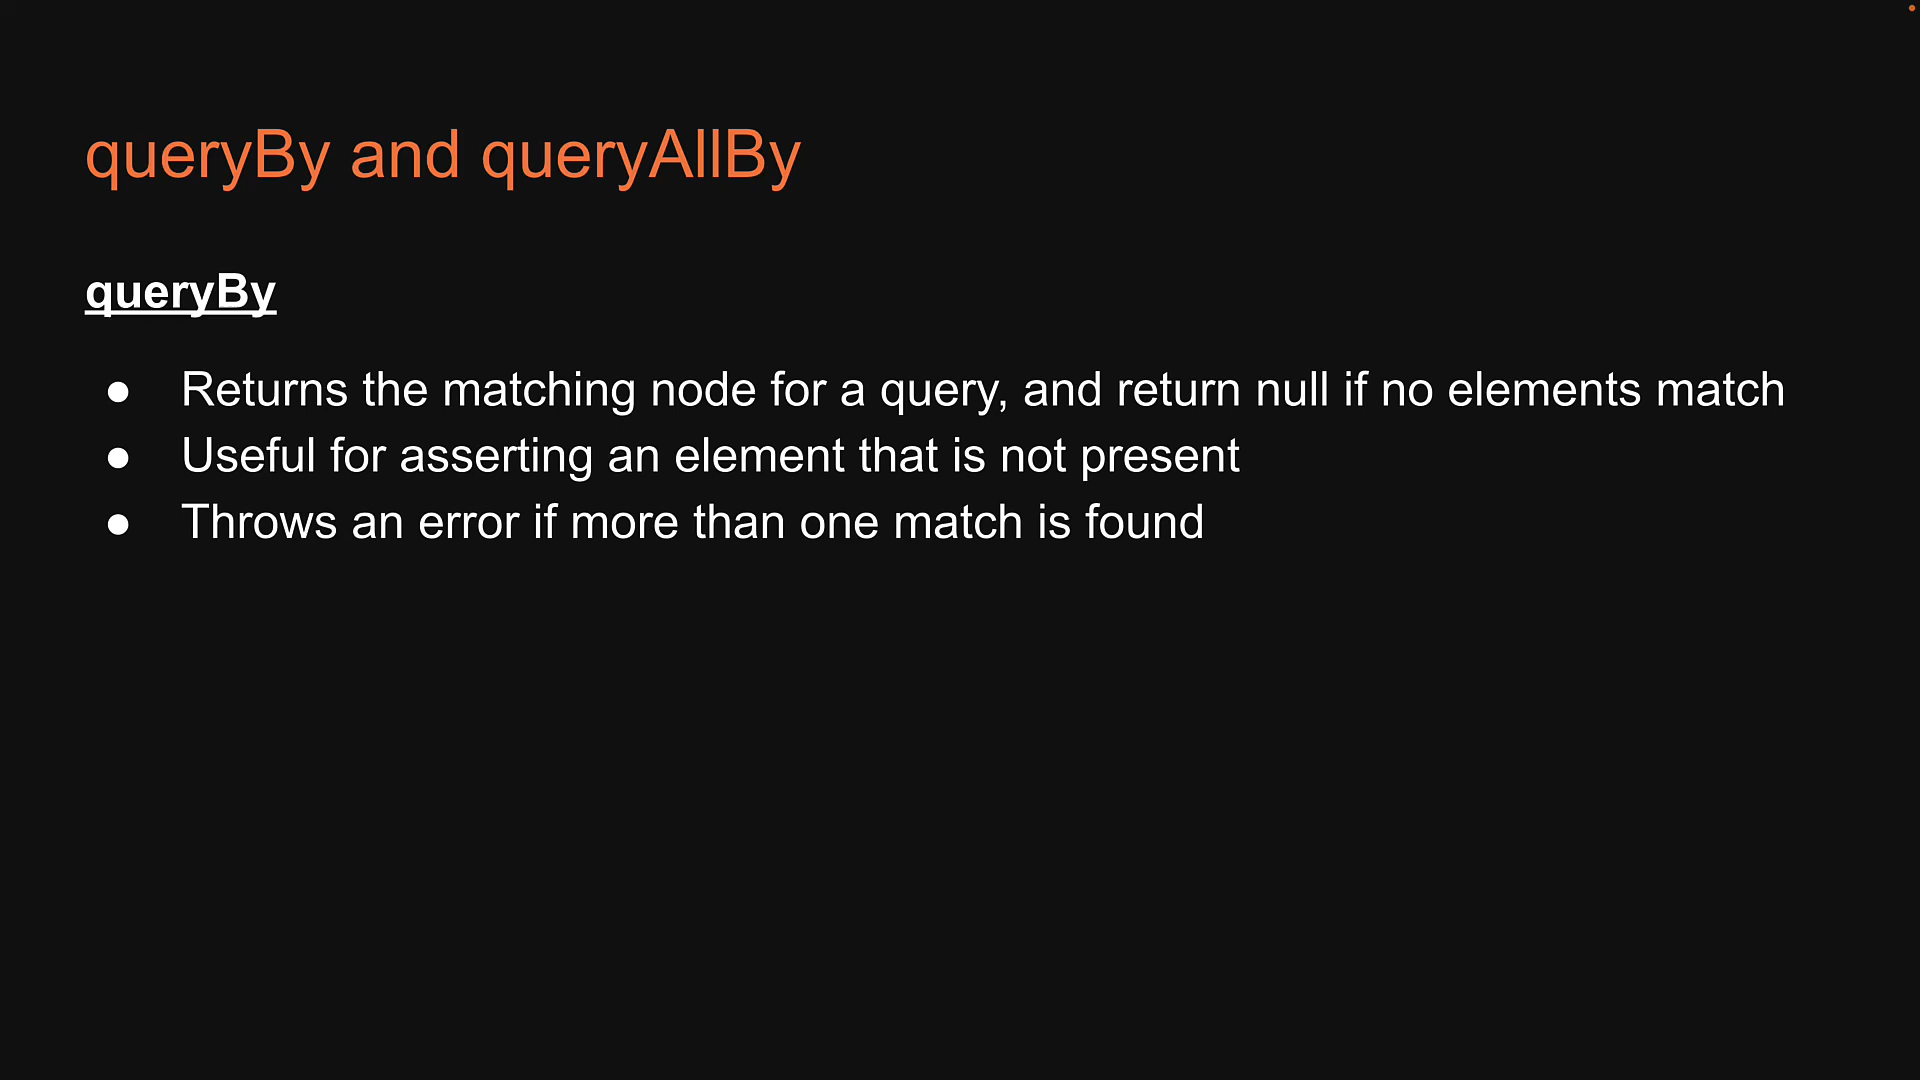 queryBy and queryAllBy
queryBy
● Returns the matching node for a query, and return null if no elements match
● Useful for asserting an element that is not present
● Throws an error if more than one match is found